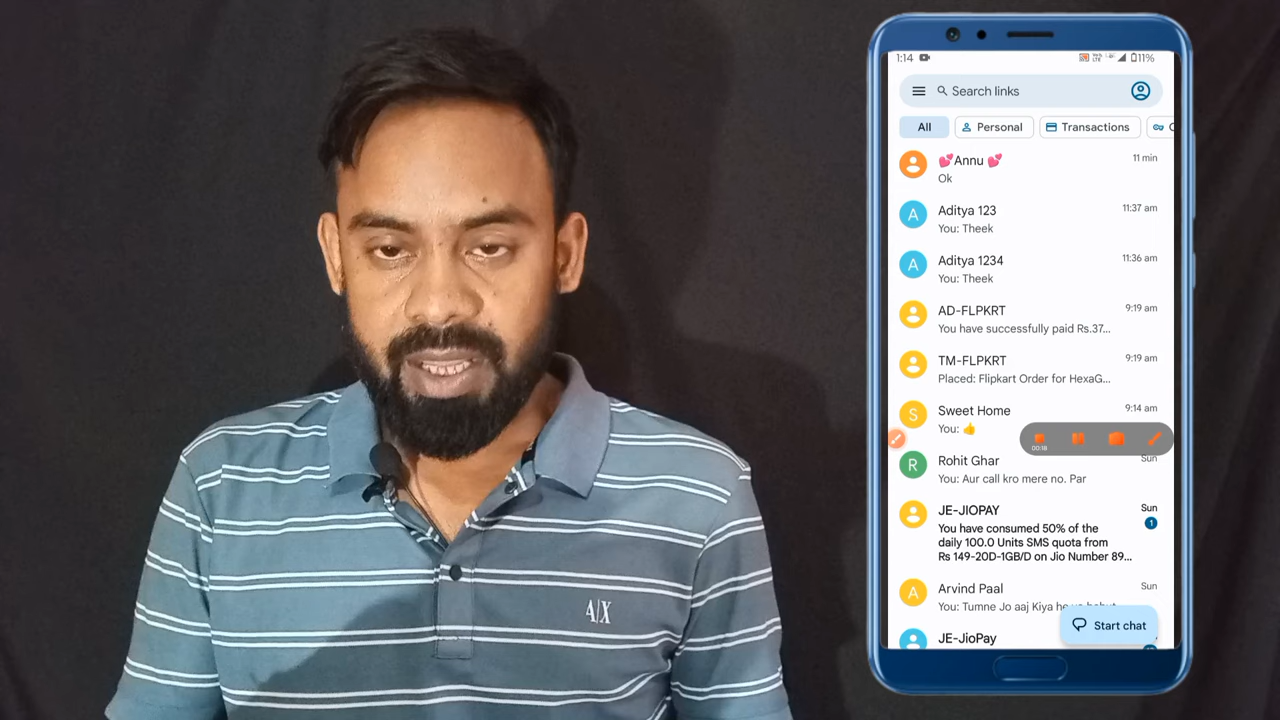 1:14
11%
Search links
All
Personal
Transactions
💕Annu 💕
11 min
Ok
A
Aditya 123
11:37 am
You: Theek
A
Aditya 1234
11:36 am
You: Theek
AD-FLPKRT
9:19 am
You have successfully paid Rs.37...
TM-FLPKRT
9:19 am
Placed: Flipkart Order for HexaG...
S
Sweet Home
9:14 am
You: 👍
00:18
R
Rohit Ghar
Sun
You: Aur call kro mere no. Par
JE-JIOPAY
Sun
You have consumed 50% of the
1
daily 100.0 Units SMS quota from
Rs 149-20D-1GB/D on Jio Number 89...
A
Arvind Paal
Sun
You: Tumne Jo aaj Kiya
Start chat
JE-JioPay
A|X